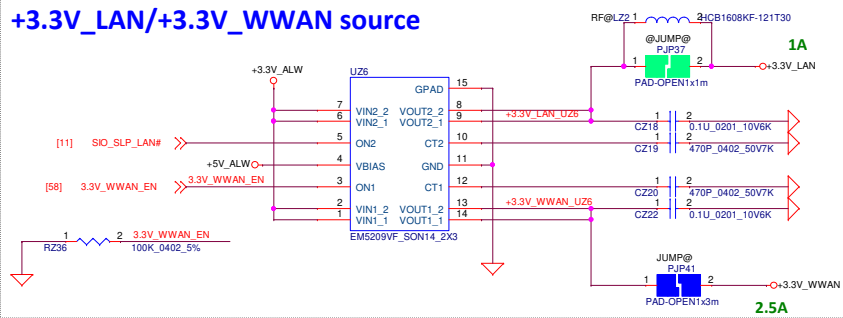 +3.3V_LAN/+3.3V_WWAN source
RF@LZ2 1 2 HCB1608KF-121T30
@JUMP@
PJP37
1A
1 2
+3.3V_LAN
PAD-OPEN1x1m
+3.3V_ALW
UZ6
GPAD 15
7 VIN2_2 VOUT2_2 8
6 VIN2_1 VOUT2_1 9
+3.3V_LAN_UZ6
1 2
CZ18 0.1U_0201_10V6K
[11] SIO_SLP_LAN# 5 ON2 CT2 10
1 2
CZ19 470P_0402_50V7K
+5V_ALW 4 VBIAS GND 11
[58] 3.3V_WWAN_EN 3.3V_WWAN_EN 3 ON1 CT1 12
1 2
CZ20 470P_0402_50V7K
2 VIN1_2 VOUT1_2 13
1 VIN1_1 VOUT1_1 14
+3.3V_WWAN_UZ6
1 2
CZ22 0.1U_0201_10V6K
EM5209VF_SON14_2X3
1 2 3.3V_WWAN_EN
RZ36 100K_0402_5%
JUMP@
PJP41
1 2
+3.3V_WWAN
PAD-OPEN1x3m
2.5A